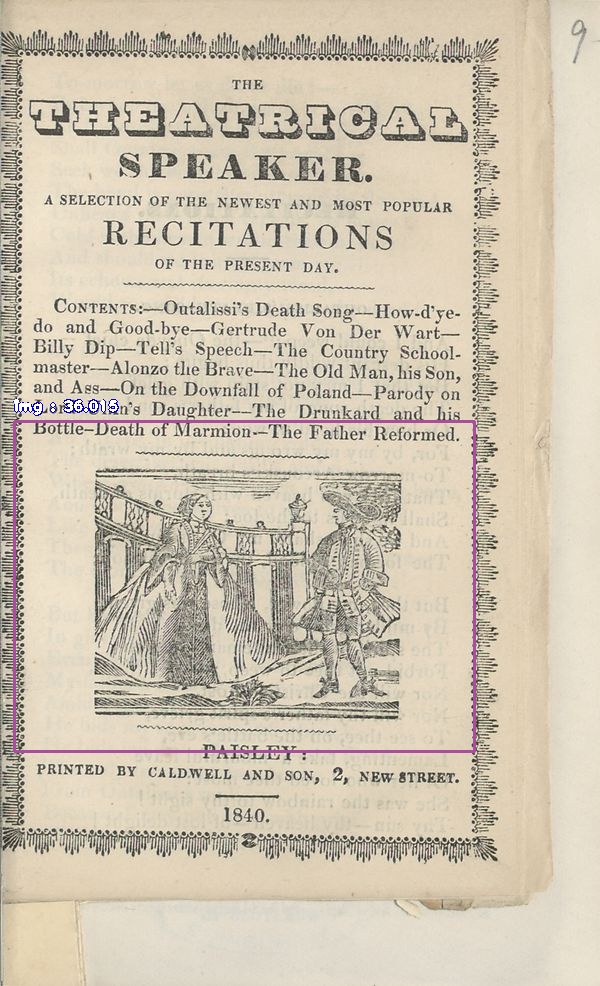 9
THE
THEATRICAL
SPEAKER.
A SELECTION OF THE NEWEST AND MOST POPULAR
RECITATIONS
OF THE PRESENT DAY.
CONTENTS:—Outalissi's Death Song—How-d'ye-
do and Good-bye—Gertrude Von Der Wart—
Billy Dip—Tell's Speech—The Country School-
master—Alonzo the Brave—The Old Man, his Son,
and Ass—On the Downfall of Poland—Parody on
Img. : 36.015
Daughter—The Drunkard and his
Bottle—Death of Marmion—The Father Reformed.
PAISLEY:
PRINTED BY CALDWELL AND SON, 2, NEW STREET.
1840.